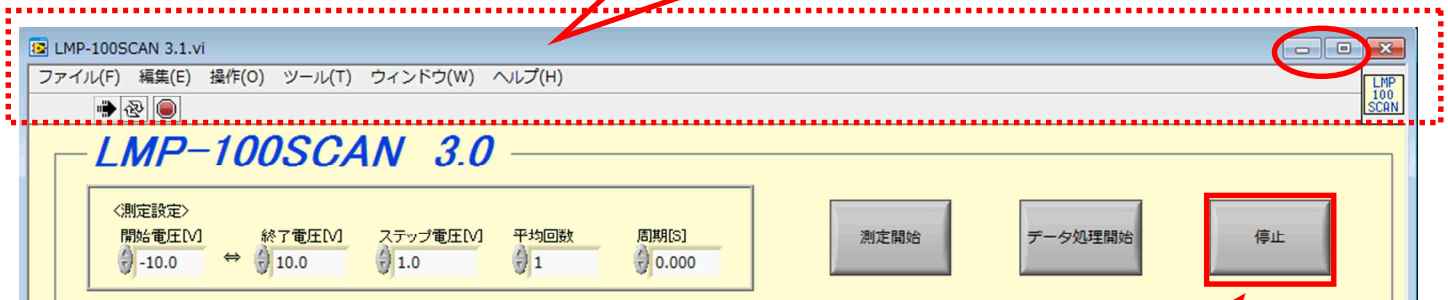 LMP-100SCAN 3.1.vi
ファイル(F) 編集(E) 操作(O) ツール(T) ウィンドウ(W) ヘルプ(H)
LMP
100
SCAN
LMP-100SCAN 3.0
<測定設定>
開始電圧[V] 終了電圧[V] ステップ電圧[V] 平均回数 周期[S]
-10.0 ⇔ 10.0 1.0 1 0.000
測定開始 データ処理開始 停止